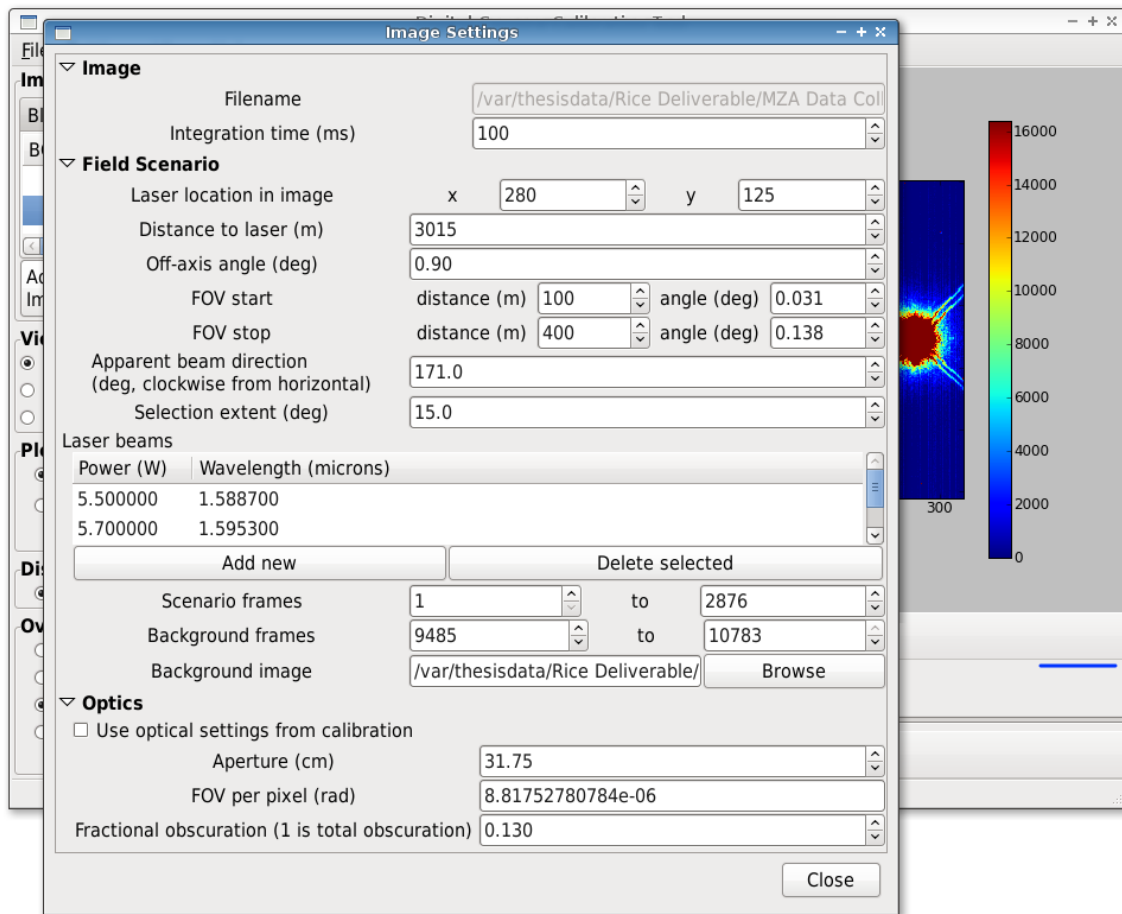 Image Settings
File
Image
Filename /var/thesisdata/Rice Deliverable/MZA Data Coll
Integration time (ms) 100
Field Scenario
Laser location in image x 280 y 125
Distance to laser (m) 3015
Off-axis angle (deg) 0.90
FOV start distance (m) 100 angle (deg) 0.031
FOV stop distance (m) 400 angle (deg) 0.138
Apparent beam direction
(deg, clockwise from horizontal) 171.0
Selection extent (deg) 15.0
Laser beams
Power (W) Wavelength (microns)
5.500000 1.588700
5.700000 1.595300
Add new Delete selected
Scenario frames 1 to 2876
Background frames 9485 to 10783
Background image /var/thesisdata/Rice Deliverable/ Browse
Optics
Use optical settings from calibration
Aperture (cm) 31.75
FOV per pixel (rad) 8.81752780784e-06
Fractional obscuration (1 is total obscuration) 0.130
Close
16000
14000
12000
10000
8000
6000
4000
2000
0
300